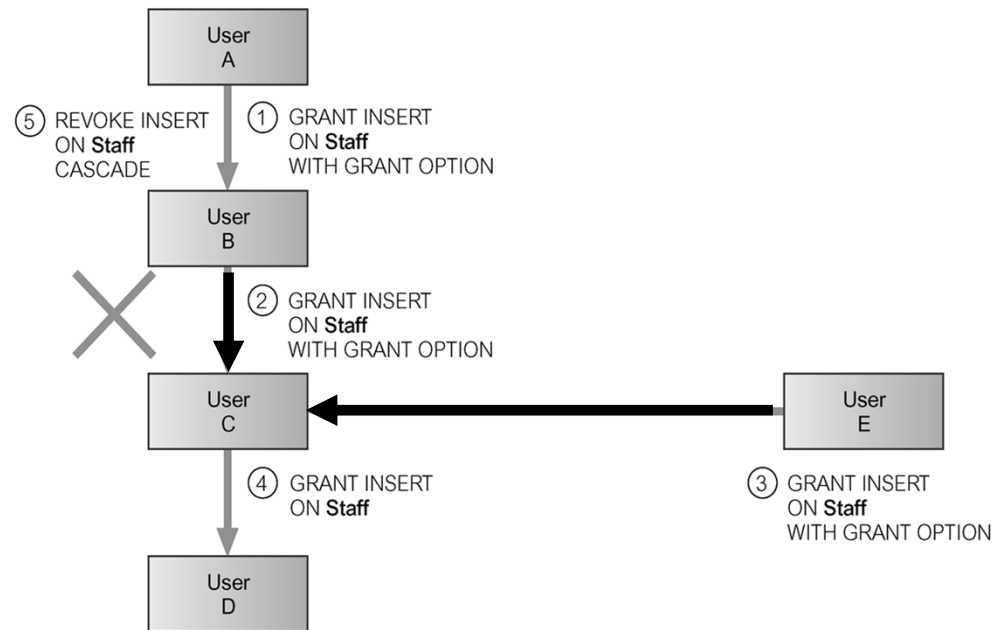 User
A
⑤ REVOKE INSERT
ON Staff
CASCADE
① GRANT INSERT
ON Staff
WITH GRANT OPTION
User
B
② GRANT INSERT
ON Staff
WITH GRANT OPTION
User
C
User
E
④ GRANT INSERT
ON Staff
③ GRANT INSERT
ON Staff
WITH GRANT OPTION
User
D